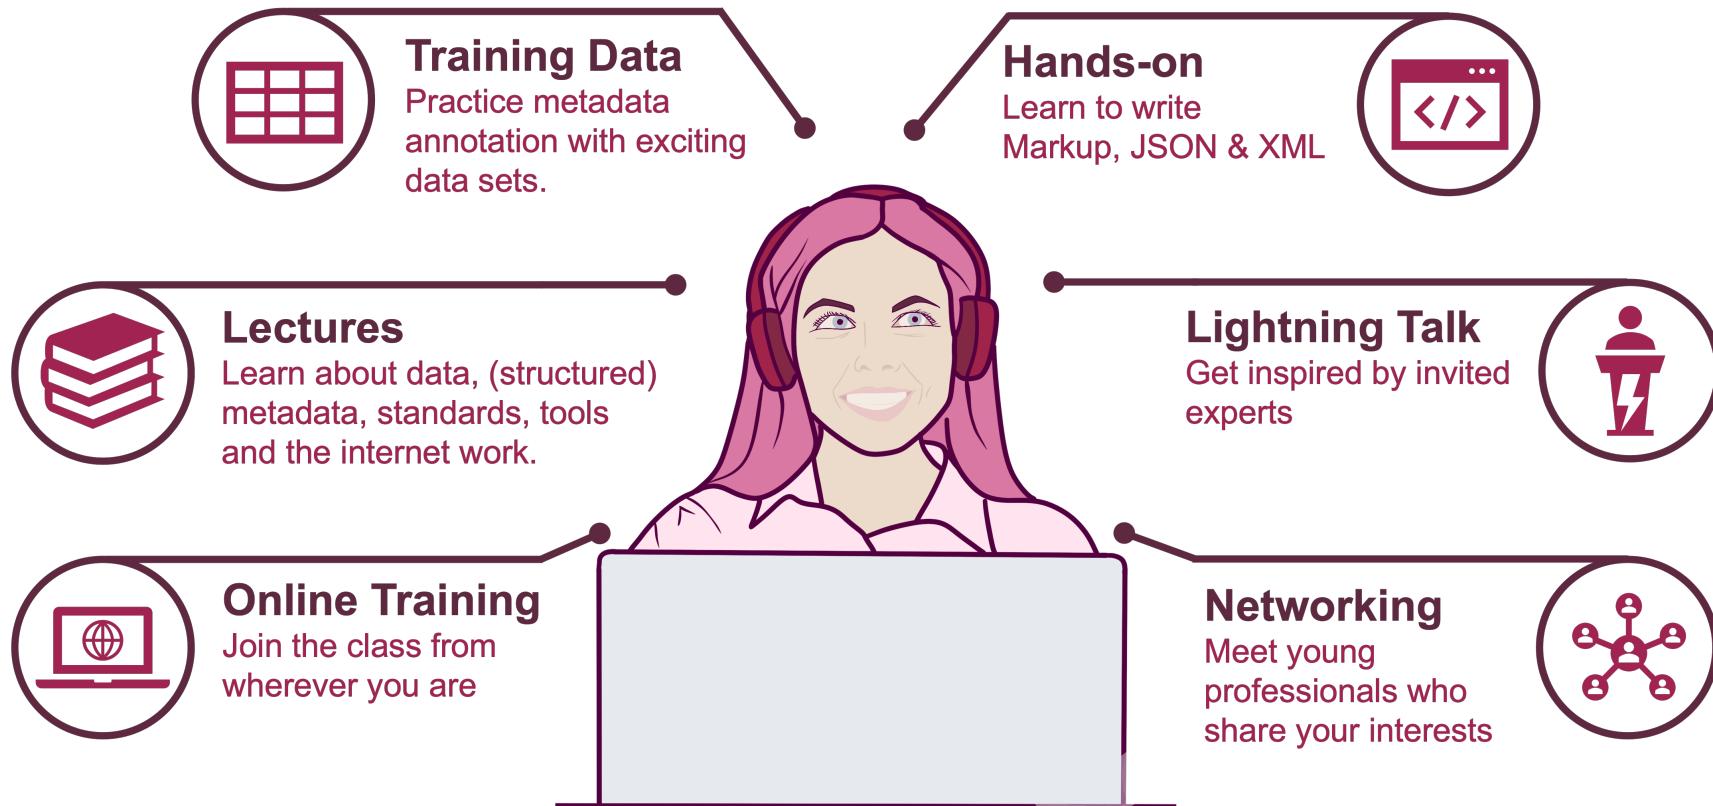 Training Data
Practice metadata
annotation with exciting
data sets.
Hands-on
Learn to write
Markup, JSON & XML
Lectures
Learn about data, (structured)
metadata, standards, tools
and the internet work.
Lightning Talk
Get inspired by invited
experts
Online Training
Join the class from
wherever you are
Networking
Meet young
professionals who
share your interests